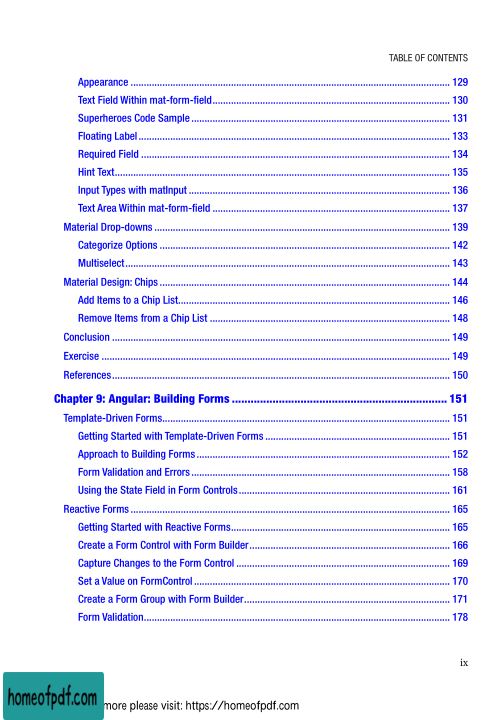 TABLE OF CONTENTS
Appearance ........ 129
Text Field Within mat-form-field ........ 130
Superheroes Code Sample ........ 131
Floating Label ........ 133
Required Field ........ 134
Hint Text ........ 135
Input Types with matInput ........ 136
Text Area Within mat-form-field ........ 137
Material Drop-downs ........ 139
Categorize Options ........ 142
Multiselect ........ 143
Material Design: Chips ........ 144
Add Items to a Chip List ........ 146
Remove Items from a Chip List ........ 148
Conclusion ........ 149
Exercise ........ 149
References ........ 150
Chapter 9: Angular: Building Forms ........ 151
Template-Driven Forms ........ 151
Getting Started with Template-Driven Forms ........ 151
Approach to Building Forms ........ 152
Form Validation and Errors ........ 158
Using the State Field in Form Controls ........ 161
Reactive Forms ........ 165
Getting Started with Reactive Forms ........ 165
Create a Form Control with Form Builder ........ 166
Capture Changes to the Form Control ........ 169
Set a Value on FormControl ........ 170
Create a Form Group with Form Builder ........ 171
Form Validation ........ 178
ix
homeofpdf.com
more please visit: https://homeofpdf.com